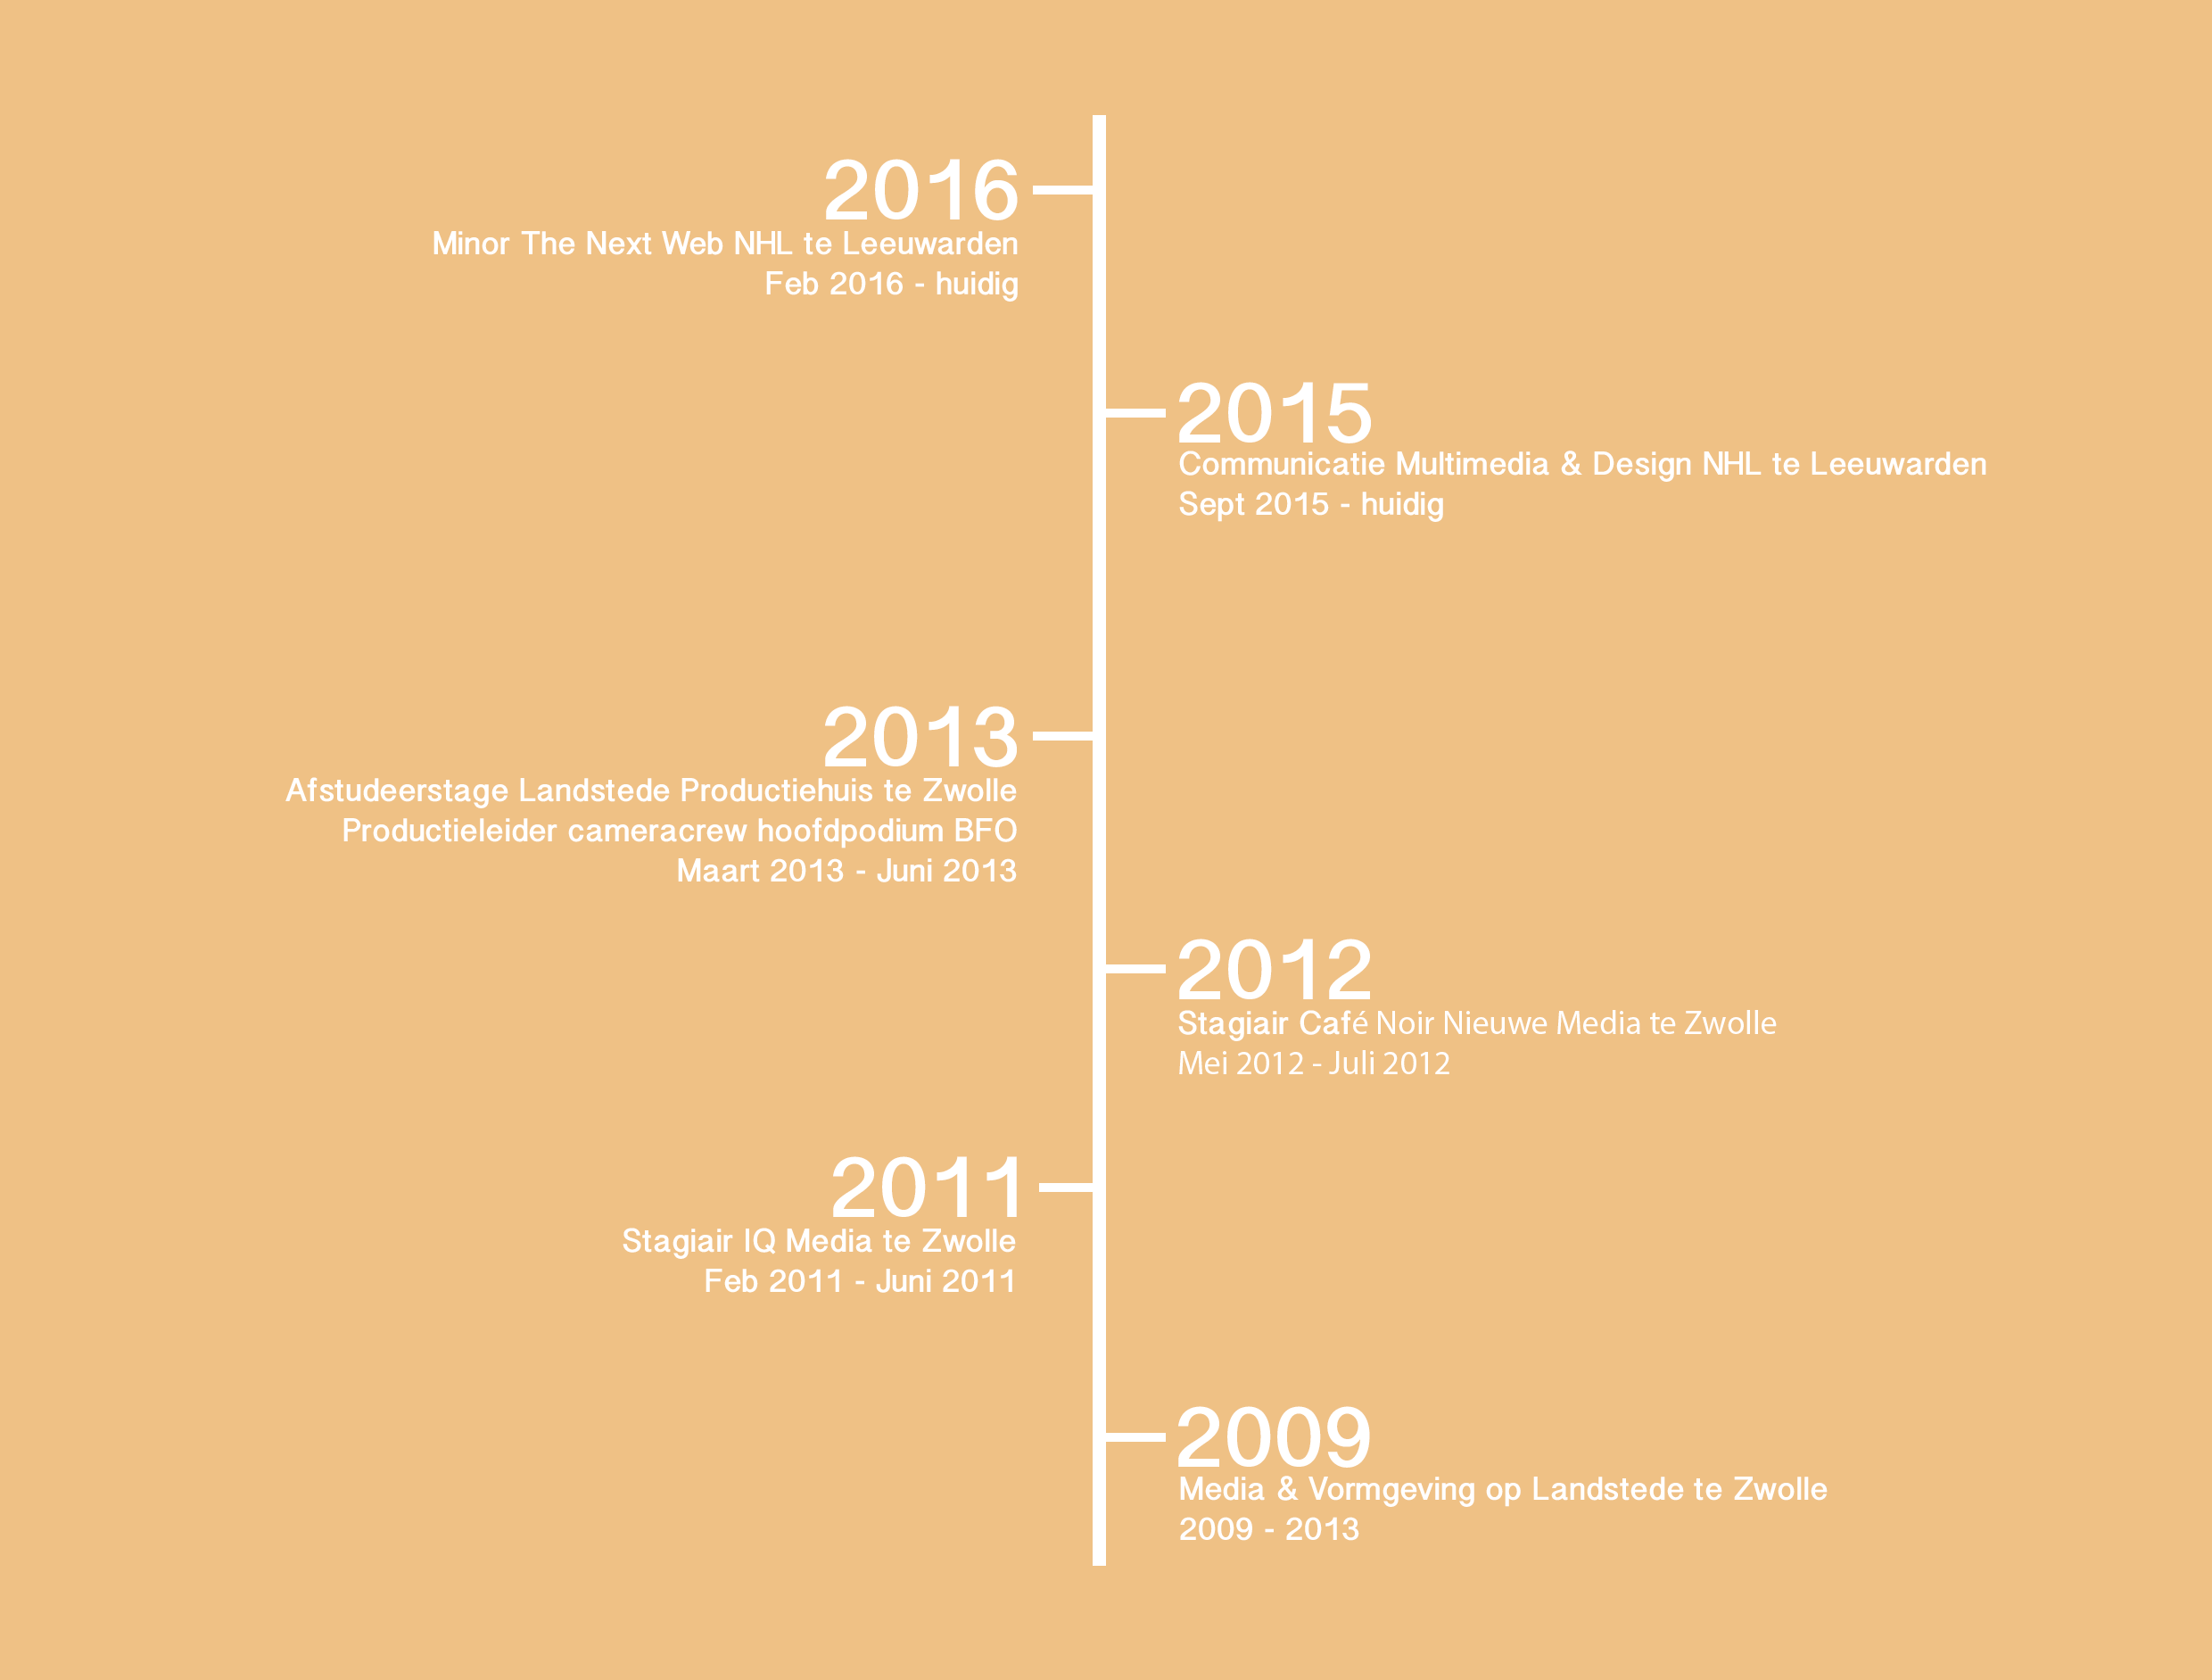 2016
Minor The Next Web NHL te Leeuwarden
Feb 2016 - huidig
2015
Communicatie Multimedia & Design NHL te Leeuwarden
Sept 2015 - huidig
2013
Afstudeerstage Landstede Productiehuis te Zwolle
Productieleider cameracrew hoofdpodium BFO
Maart 2013 - Juni 2013
2012
Stagiair Café Noir Nieuwe Media te Zwolle
Mei 2012 - Juli 2012
2011
Stagiair IQ Media te Zwolle
Feb 2011 - Juni 2011
2009
Media & Vormgeving op Landstede te Zwolle
2009 - 2013